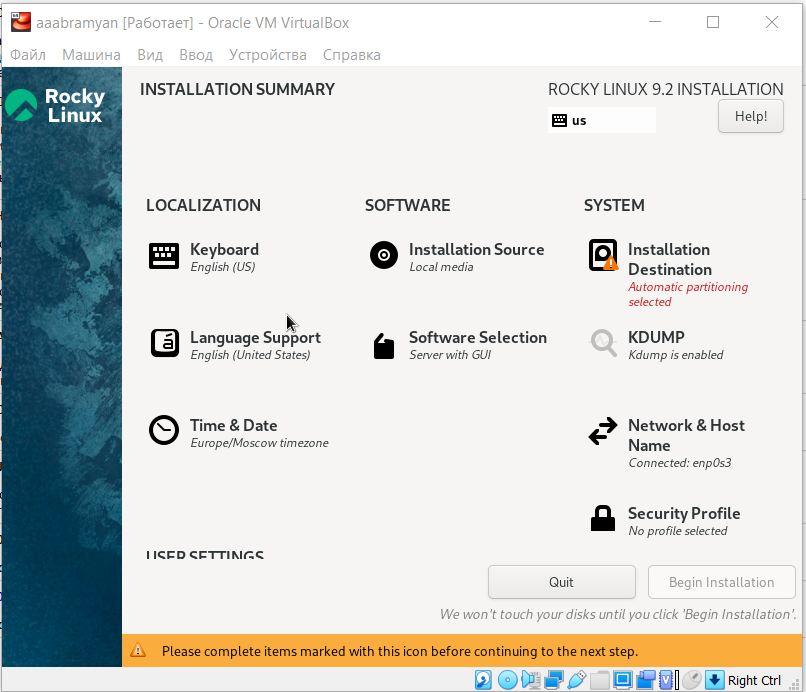 aaabramyan [Работает] - Oracle VM VirtualBox
Файл Машина Вид Ввод Устройства Справка
Rocky
Linux
INSTALLATION SUMMARY
ROCKY LINUX 9.2 INSTALLATION
us
Help!
LOCALIZATION
SOFTWARE
SYSTEM
Keyboard
English (US)
Installation Source
Local media
Installation
Destination
Automatic partitioning
selected
Language Support
English (United States)
Software Selection
Server with GUI
KDUMP
Kdump is enabled
Time & Date
Europe/Moscow timezone
Network & Host
Name
Connected: enp0s3
Security Profile
No profile selected
USER SETTINGS
Quit
Begin Installation
We won't touch your disks until you click 'Begin Installation'.
Please complete items marked with this icon before continuing to the next step.
Right Ctrl